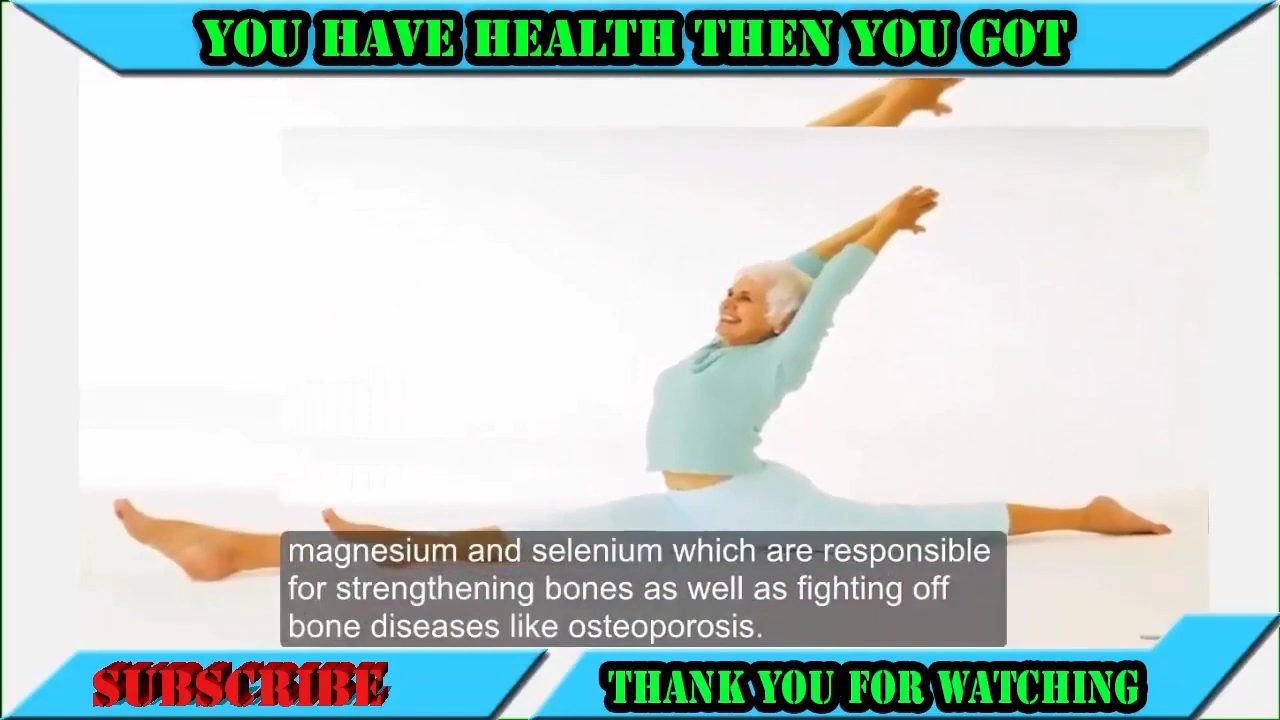 YOU HAVE HEALTH THEN YOU GOT
magnesium and selenium which are responsible
for strengthening bones as well as fighting off
bone diseases like osteoporosis.
SUBSCRIBE
THANK YOU FOR WATCHING